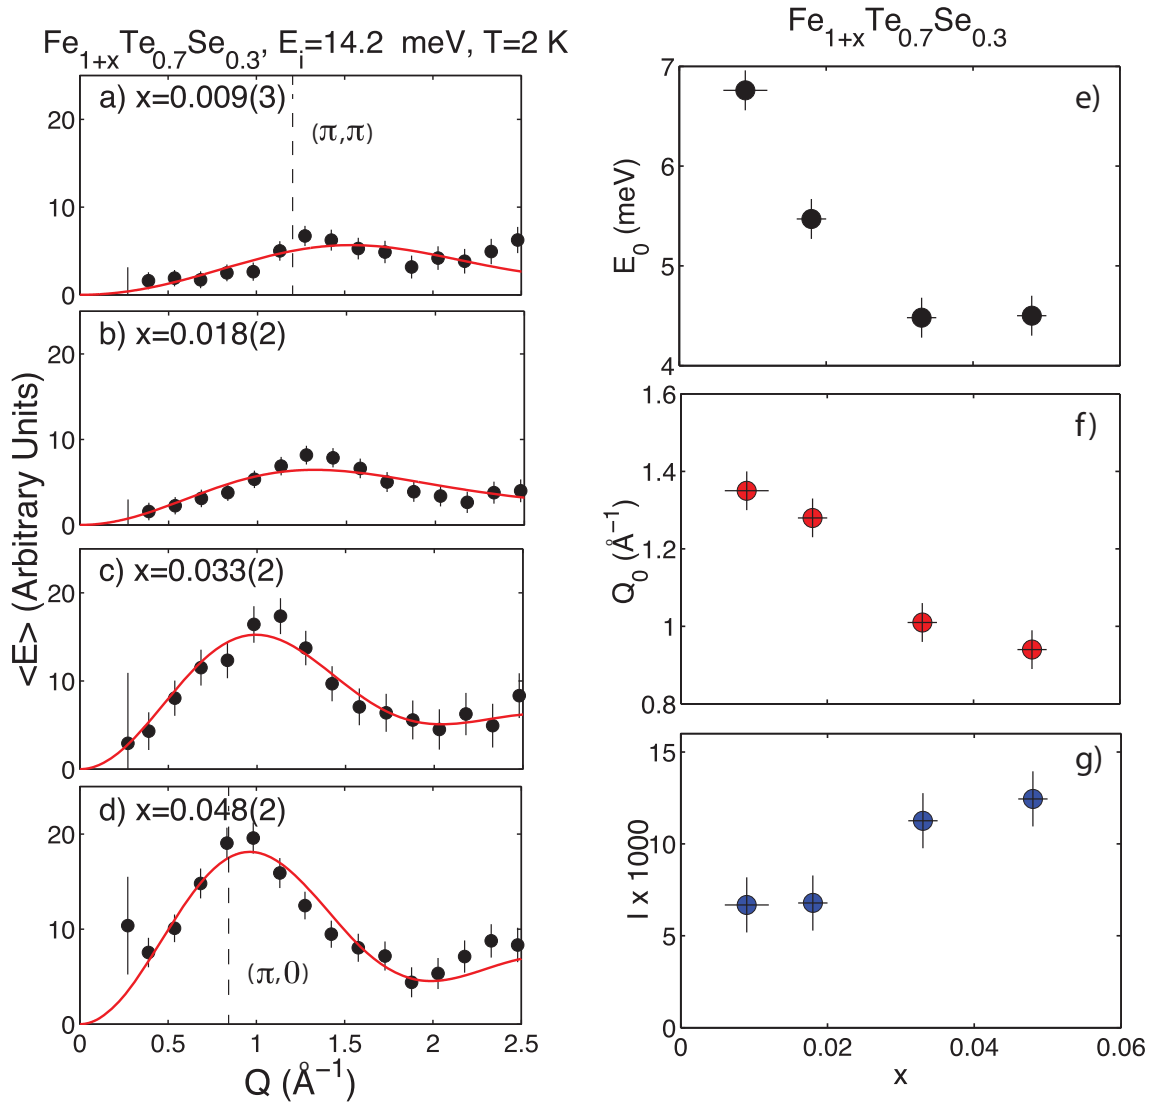 Fe1+xTe0.7Se0.3, Ei=14.2 meV, T=2 K
a) x=0.009(3)
(π,π)
20
10
0
b) x=0.018(2)
20
10
0
c) x=0.033(2)
20
10
0
d) x=0.048(2)
20
10
0
(π,0)
0 0.5 1 1.5 2 2.5
Q (Å−1)
<E> (Arbitrary Units)
Fe1+xTe0.7Se0.3
e)
7
6
5
4
E0 (meV)
f)
1.6
1.4
1.2
1
0.8
Q0 (Å−1)
g)
15
10
5
0
I x 1000
0 0.02 0.04 0.06
x